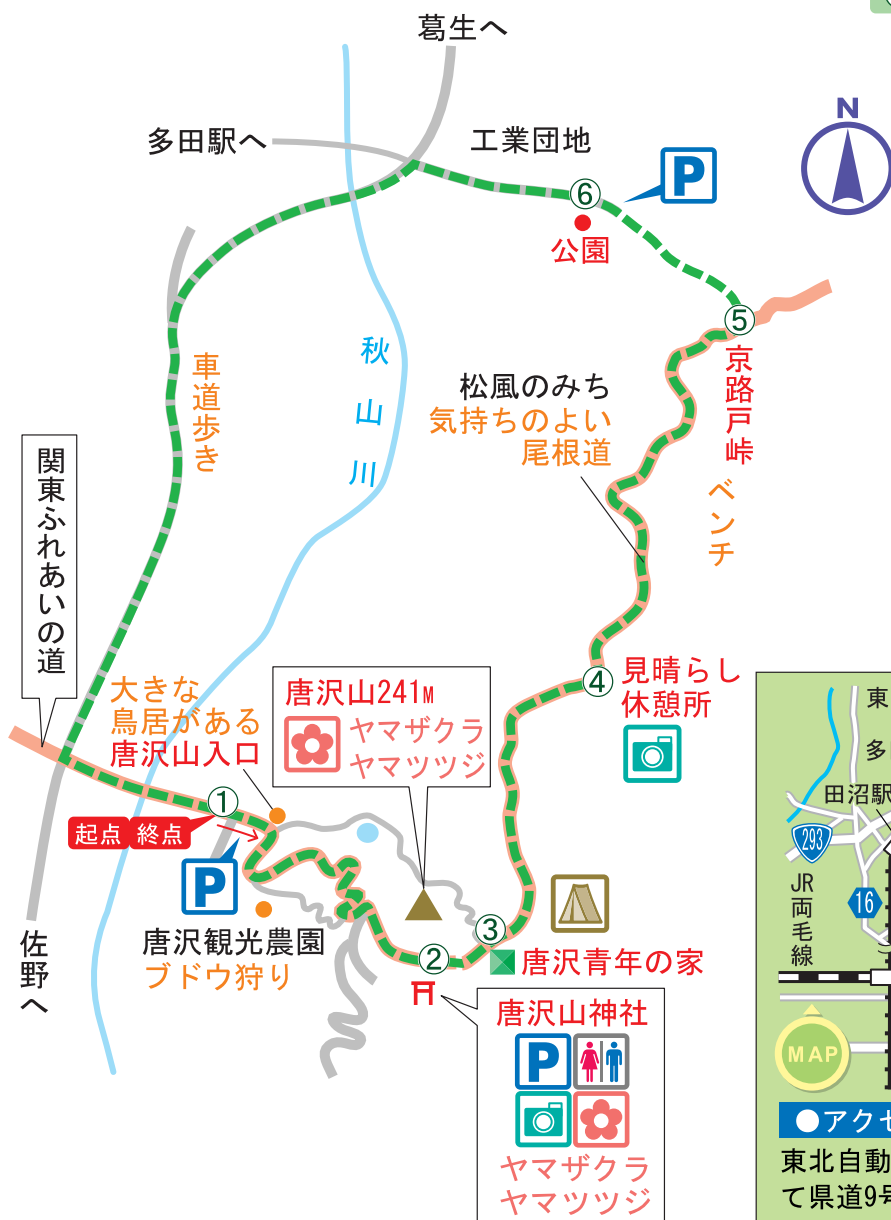 葛生へ
多田駅へ
工業団地
N
P
⑥
公園
⑤
京路戸峠
ベンチ
松風のみち
気持ちのよい
尾根道
秋山川
車道歩き
関東ふれあいの道
大きな
鳥居がある
唐沢山入口
唐沢山241M
ヤマザクラ
ヤマツツジ
④
見晴らし
休憩所
①
起点 終点
P
唐沢観光農園
ブドウ狩り
佐野へ
②
③
唐沢青年の家
唐沢山神社
P
ヤマザクラ
ヤマツツジ
東
多
田沼駅
293
JR両毛線
16
MAP
●アクセ
東北自動
て県道9号